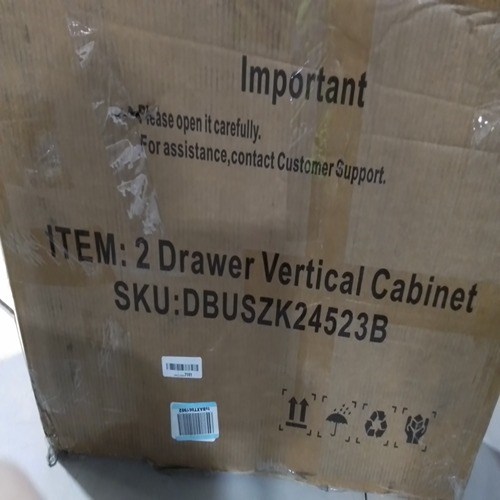 Important
Please open it carefully.
For assistance,contact Customer Support.
ITEM: 2 Drawer Vertical Cabinet
SKU:DBUSZK24523B